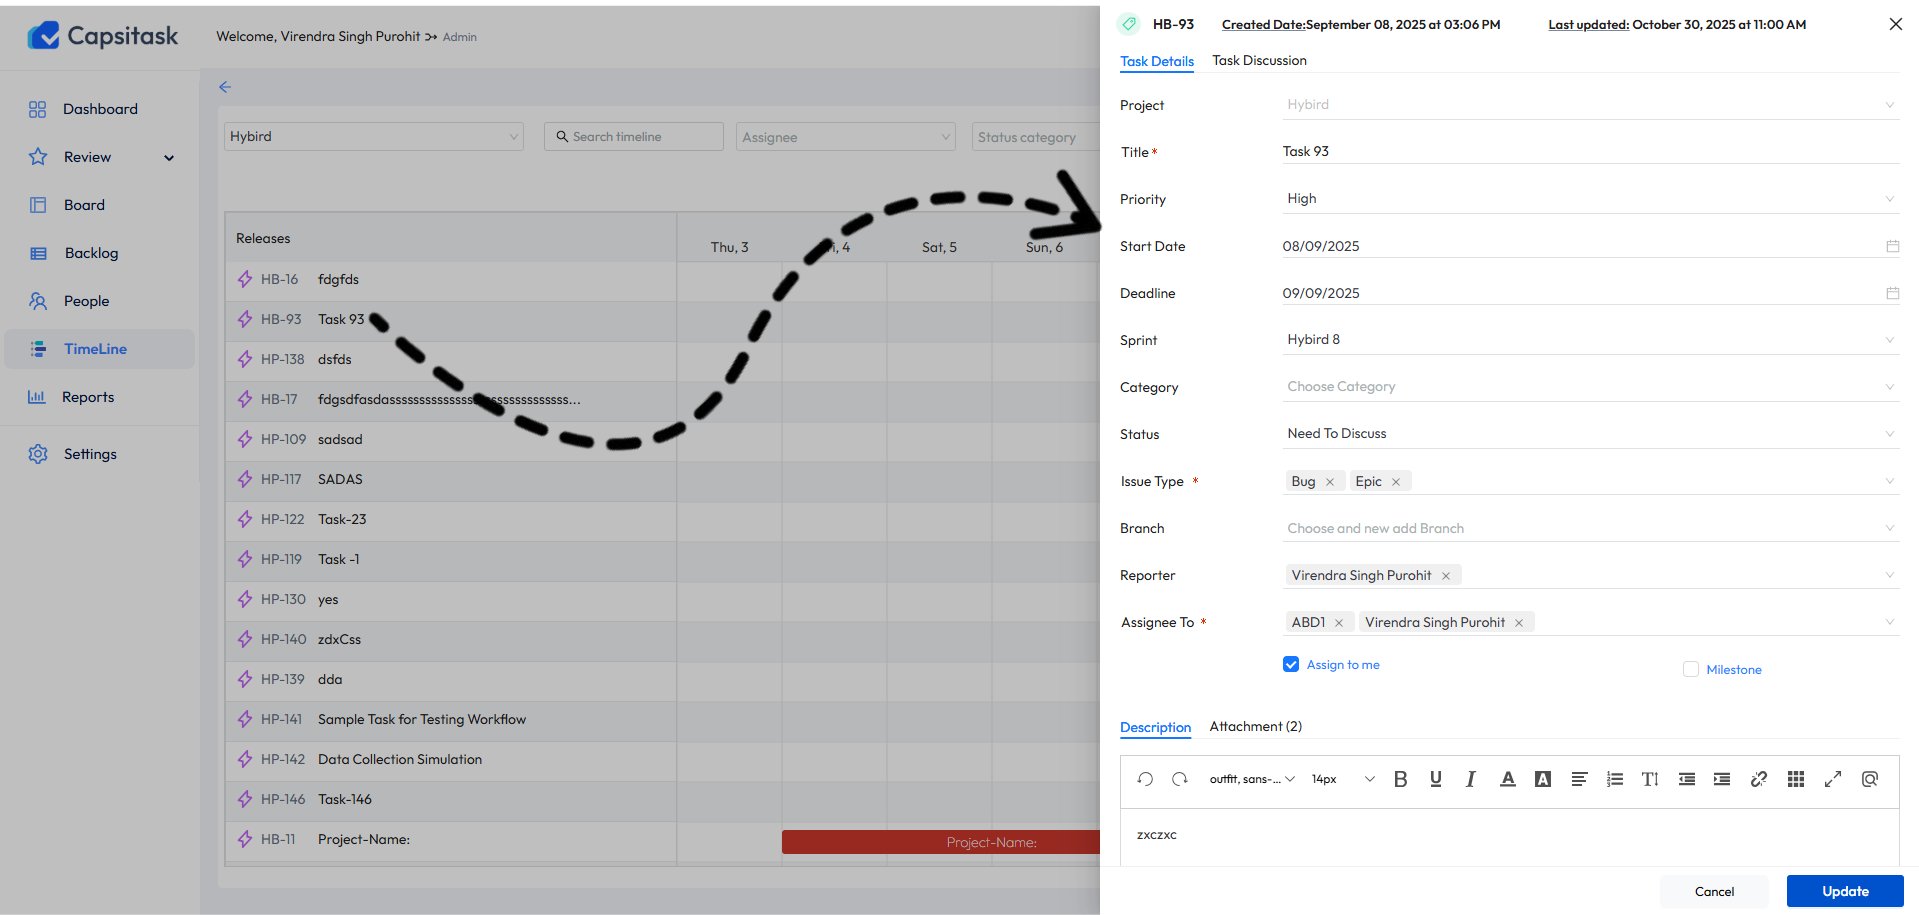 Capsitask
Welcome, Virendra Singh Purohit Admin
Dashboard
Review
Board
Backlog
People
TimeLine
Reports
Settings
Hybird
Search timeline
Assignee
Status category
Releases
Thu, 3
i, 4
Sat, 5
Sun, 6
HB-16 fdgfds
HB-93 Task 93
HP-138 dsfds
HB-17
HP-109 sadsad
HP-117 SADAS
HP-122 Task-23
HP-119 Task -1
HP-130 yes
HP-140 zdxCss
HP-139 dda
HP-141 Sample Task for Testing Workflow
HP-142 Data Collection Simulation
HP-146 Task-146
HB-11 Project-Name:
Project-Name:
HB-93 Created Date:September 08, 2025 at 03:06 PM Last updated: October 30, 2025 at 11:00 AM
Task Details Task Discussion
Project Hybird
Title * Task 93
Priority High
Start Date 08/09/2025
Deadline 09/09/2025
Sprint Hybird 8
Category Choose Category
Status Need To Discuss
Issue Type * Bug × Epic ×
Branch Choose and new add Branch
Reporter Virendra Singh Purohit ×
Assignee To * ABD1 × Virendra Singh Purohit ×
Assign to me
Milestone
Description Attachment (2)
outfit, sans-... 14px
zxczxc
Cancel Update